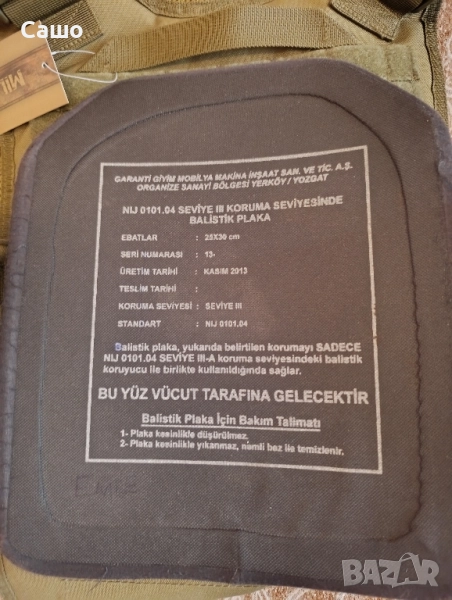 Сашо
MIL
GARANTİ GİYİM MOBİLYA MAKİNA İNŞAAT SAN. VE TİC. A.Ş.
ORGANİZE SANAYİ BÖLGESİ YERKÖY / YOZGAT
NIJ 0101.04 SEVİYE III KORUMA SEVİYESİNDE
BALİSTİK PLAKA
EBATLAR : 25X30 cm
SERİ NUMARASI : 13-
ÜRETİM TARİHİ : KASIM 2013
TESLİM TARİHİ :
KORUMA SEVİYESİ : SEVİYE III
STANDART : NIJ 0101.04
Balistik plaka, yukarıda belirtilen korumayı SADECE
NIJ 0101.04 SEVİYE III-A koruma seviyesindeki balistik
koruyucu ile birlikte kullanıldığında sağlar.
BU YÜZ VÜCUT TARAFINA GELECEKTİR
Balistik Plaka İçin Bakım Talimatı
1- Plaka kesinlikle düşürülmez.
2- Plaka kesinlikle yıkanmaz, nemli bez ile temizlenir.
EMRE
BAZAR